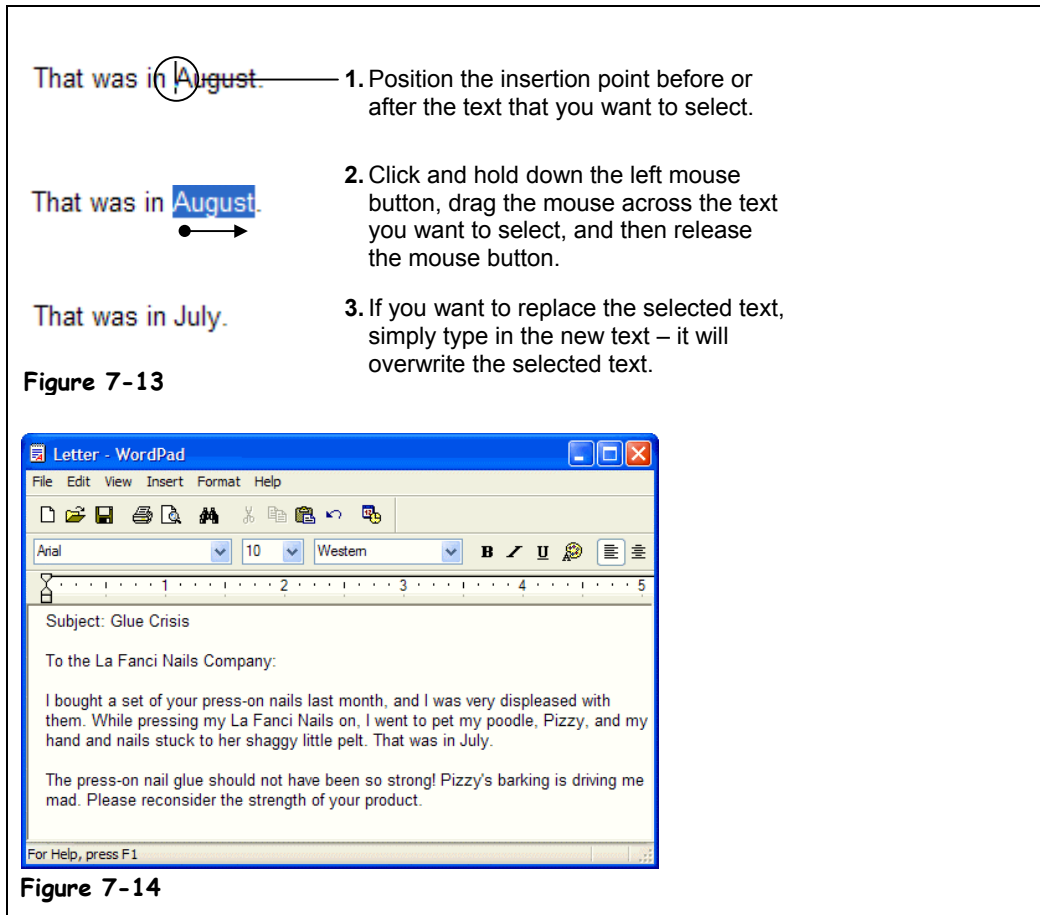 That was in August.
1. Position the insertion point before or
after the text that you want to select.
That was in August.
2. Click and hold down the left mouse
button, drag the mouse across the text
you want to select, and then release
the mouse button.
That was in July.
3. If you want to replace the selected text,
simply type in the new text – it will
overwrite the selected text.
Figure 7-13
Letter - WordPad
File Edit View Insert Format Help
Arial 10 Western B I U
1 2 3 4 5
Subject: Glue Crisis
To the La Fanci Nails Company:
I bought a set of your press-on nails last month, and I was very displeased with
them. While pressing my La Fanci Nails on, I went to pet my poodle, Pizzy, and my
hand and nails stuck to her shaggy little pelt. That was in July.
The press-on nail glue should not have been so strong! Pizzy's barking is driving me
mad. Please reconsider the strength of your product.
For Help, press F1
Figure 7-14